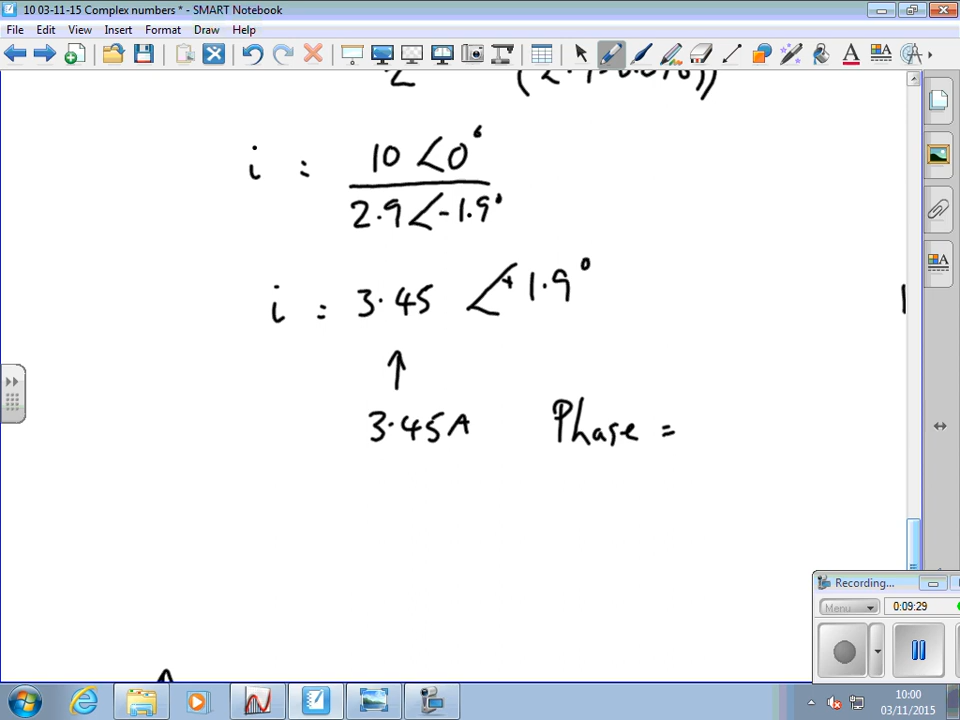 10 03-11-15 Complex numbers * - SMART Notebook
File Edit View Insert Format Draw Help
i = 10 ∠0°
2.9∠-1.9°
i = 3.45 ∠+1.9°
↑
3.45A Phase =
Recording...
Menu
0:09:29
10:00
03/11/2015